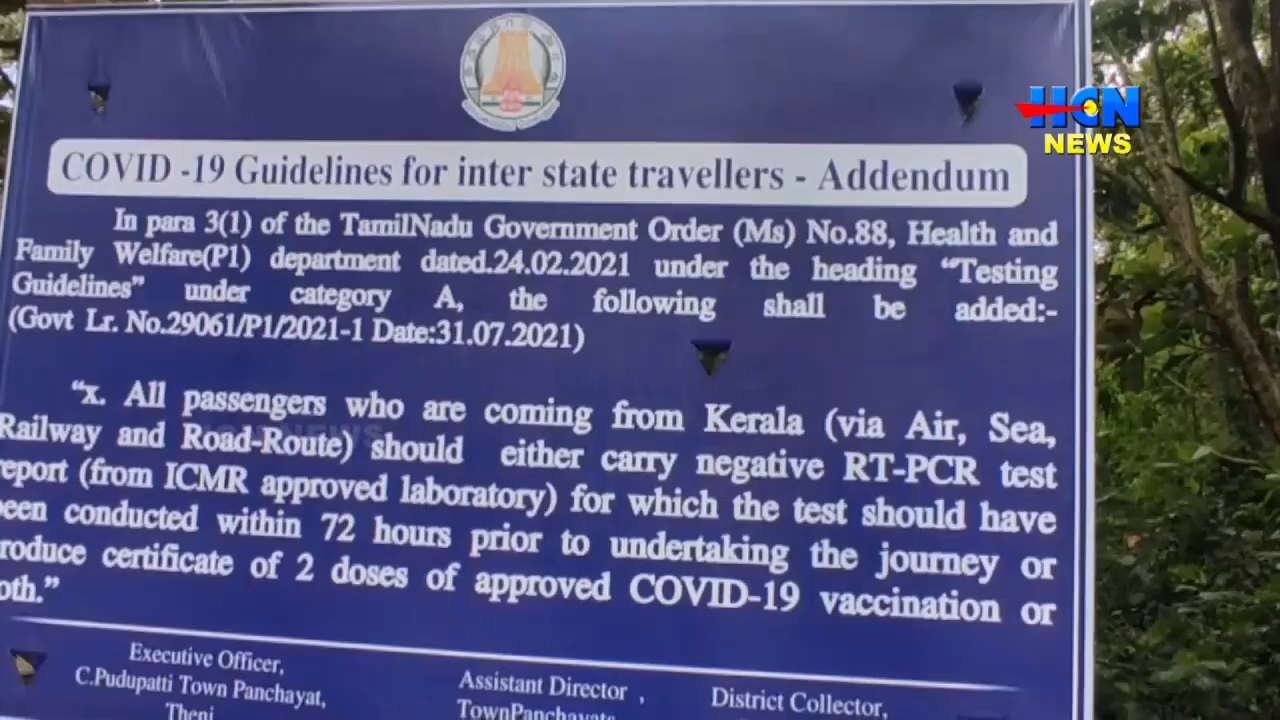 HCN
NEWS
COVID -19 Guidelines for inter state travellers - Addendum
In para 3(1) of the TamilNadu Government Order (Ms) No.88, Health and
Family Welfare(P1) department dated.24.02.2021 under the heading “Testing
Guidelines” under category A, the following shall be added:-
(Govt Lr. No.29061/P1/2021-1 Date:31.07.2021)
“x. All passengers who are coming from Kerala (via Air, Sea,
Railway and Road-Route) should either carry negative RT-PCR test
eport (from ICMR approved laboratory) for which the test should have
een conducted within 72 hours prior to undertaking the journey or
roduce certificate of 2 doses of approved COVID-19 vaccination or
oth.”
Executive Officer,
C.Pudupatti Town Panchayat,
Theni
Assistant Director ,
TownPanchayats
District Collector,